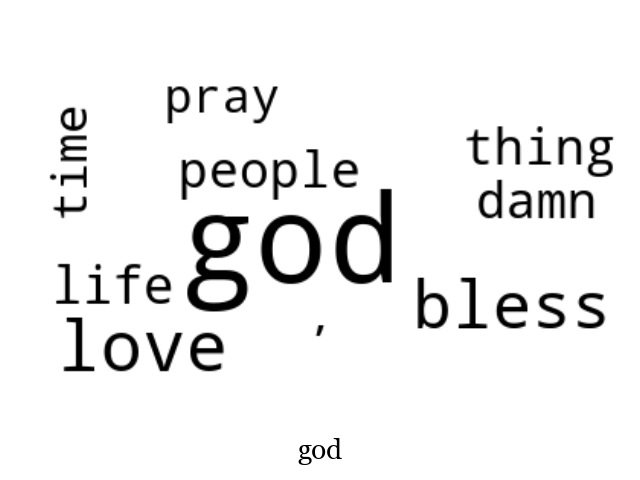 pray
time
thing
people
damn
god
life
bless
love
,
god